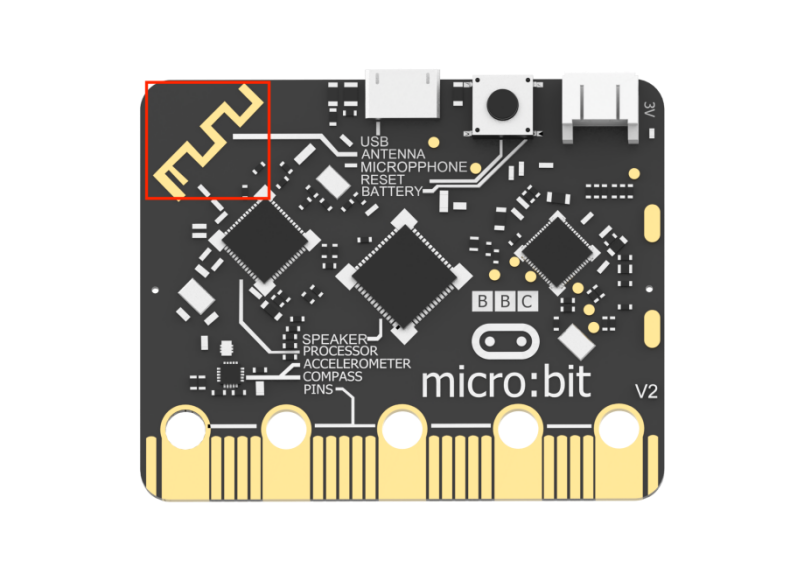 3V
USB
ANTENNA
MICROPPHONE
RESET
BATTERY
BBC
SPEAKER
PROCESSOR
ACCELEROMETER
COMPASS
PINS
micro:bit
V2